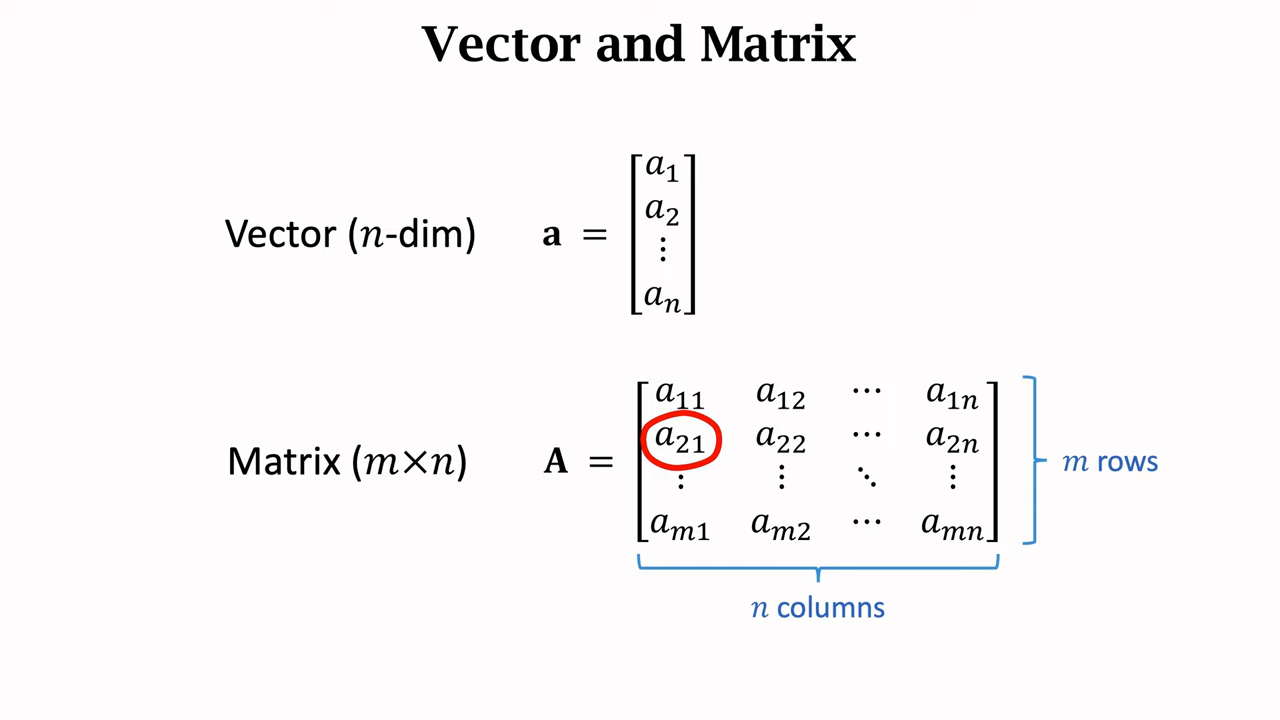 Vector and Matrix
Vector (n-dim) a = [a₁
a₂
⋮
aₙ]
Matrix (m×n) A = [a₁₁ a₁₂ ⋯ a₁ₙ
a₂₁ a₂₂ ⋯ a₂ₙ
⋮ ⋮ ⋱ ⋮
aₘ₁ aₘ₂ ⋯ aₘₙ]
m rows
n columns